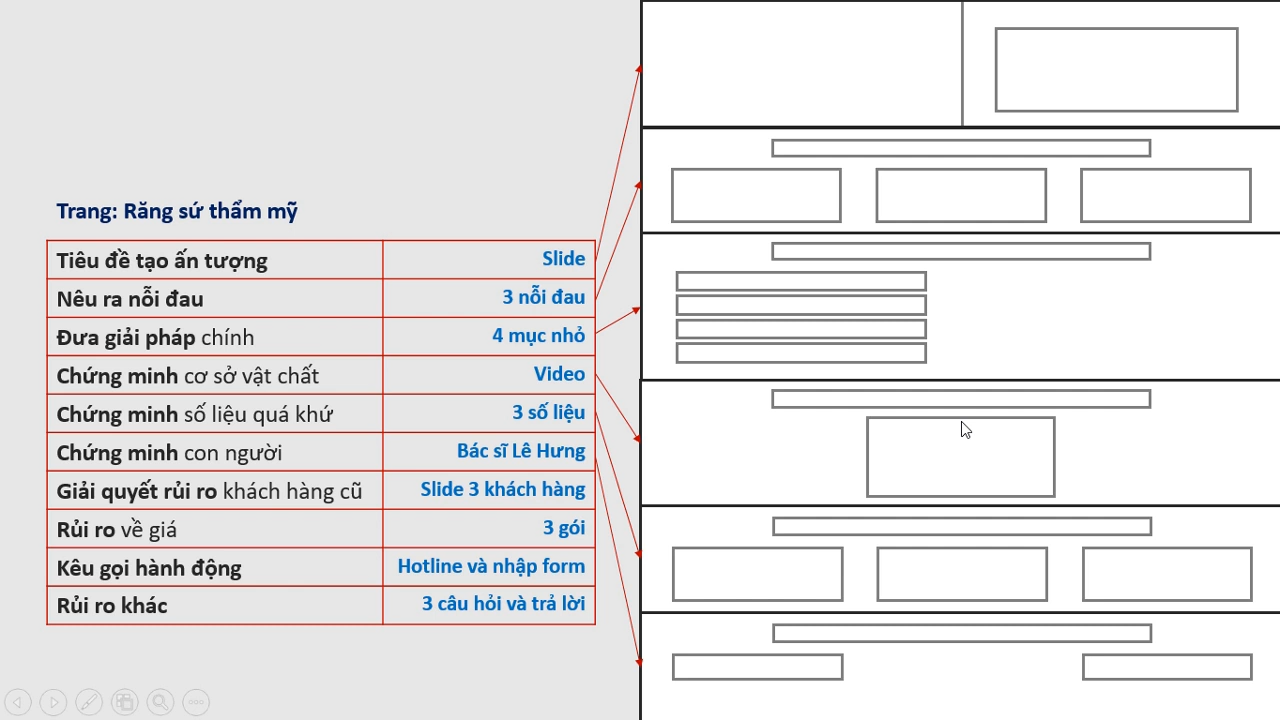 Trang: Răng sứ thẩm mỹ
Tiêu đề tạo ấn tượng Slide
Nêu ra nỗi đau 3 nỗi đau
Đưa giải pháp chính 4 mục nhỏ
Chứng minh cơ sở vật chất Video
Chứng minh số liệu quá khứ 3 số liệu
Chứng minh con người Bác sĩ Lê Hưng
Giải quyết rủi ro khách hàng cũ Slide 3 khách hàng
Rủi ro về giá 3 gói
Kêu gọi hành động Hotline và nhập form
Rủi ro khác 3 câu hỏi và trả lời